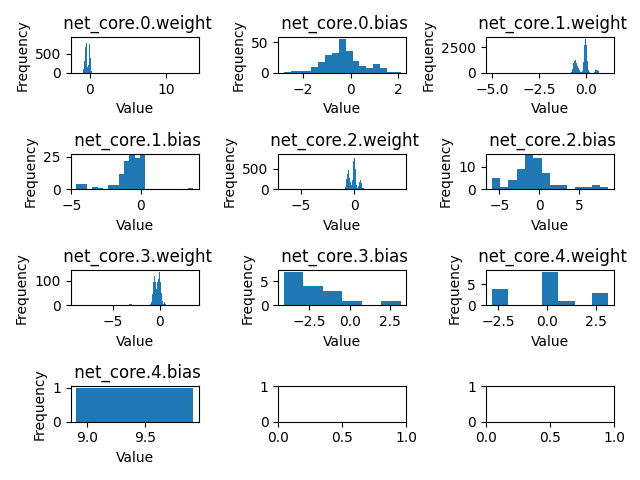 net_core.0.weight
net_core.0.bias
net_core.1.weight
Frequency
500
0
0
10
Value
Frequency
50
0
-2
0
2
Value
Frequency
2500
0
-5.0
-2.5
0.0
Value
net_core.1.bias
net_core.2.weight
net_core.2.bias
Frequency
25
0
-5
0
Value
Frequency
500
0
-5
0
Value
Frequency
10
0
-5
0
5
Value
net_core.3.weight
net_core.3.bias
net_core.4.weight
Frequency
100
0
-5
0
Value
Frequency
5
0
-2.5
0.0
2.5
Value
Frequency
5
0
-2.5
0.0
2.5
Value
net_core.4.bias
Frequency
1
0
9.0
9.5
Value
1
0
0.0
0.5
1.0
1
0
0.0
0.5
1.0